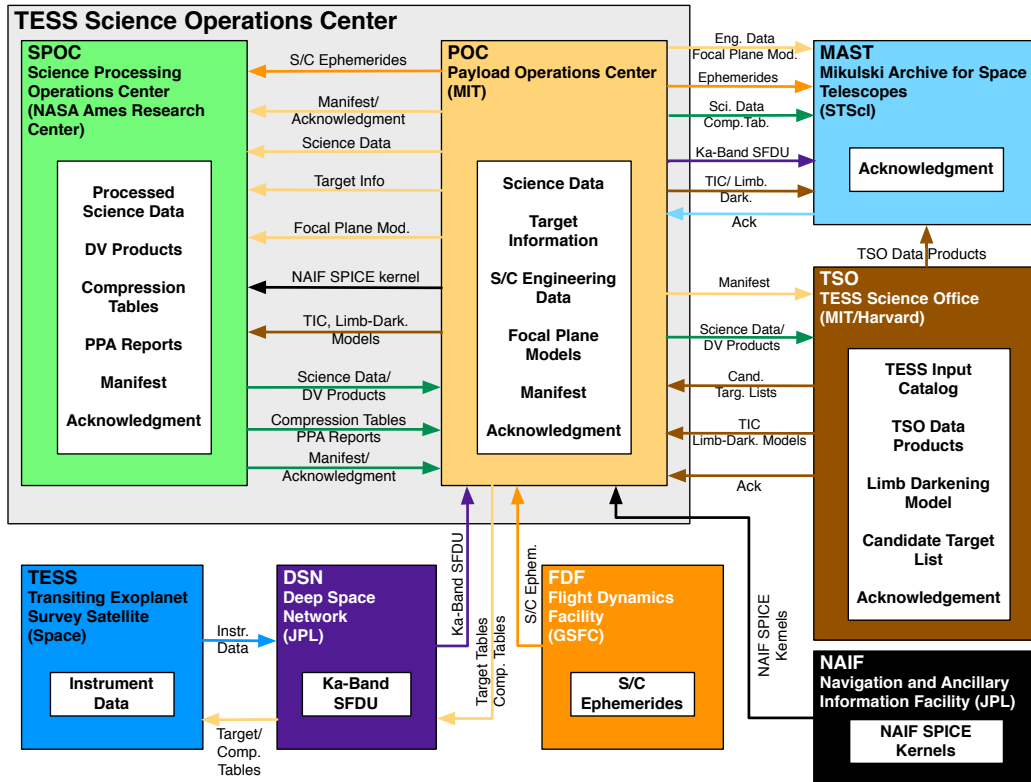 TESS Science Operations Center
SPOC
Science Processing
Operations Center
(NASA Ames Research
Center)
Processed
Science Data
DV Products
Compression
Tables
PPA Reports
Manifest
Acknowledgment
S/C Ephemerides
Manifest/
Acknowledgment
Science Data
Target Info
Focal Plane Mod.
NAIF SPICE kernel
TIC, Limb-Dark.
Models
Science Data/
DV Products
Compression Tables
PPA Reports
Manifest/
Acknowledgment
POC
Payload Operations Center
(MIT)
Science Data
Target
Information
S/C Engineering
Data
Focal Plane
Models
Manifest
Acknowledgment
Eng. Data
Focal Plane Mod.
Ephemerides
Sci. Data
Comp.Tab.
Ka-Band SFDU
TIC/ Limb.
Dark.
Ack
Manifest
Science Data/
DV Products
Cand.
Targ. Lists
TIC
Limb-Dark. Models
Ack
MAST
Mikulski Archive for Space
Telescopes
(STScI)
Acknowledgment
TSO Data Products
TSO
TESS Science Office
(MIT/Harvard)
TESS Input
Catalog
TSO Data
Products
Limb Darkening
Model
Candidate Target
List
Acknowledgement
TESS
Transiting Exoplanet
Survey Satellite
(Space)
Instrument
Data
Instr.
Data
Target/
Comp.
Tables
DSN
Deep Space
Network
(JPL)
Ka-Band
SFDU
Ka-Band SFDU
Target Tables
Comp. Tables
S/C Ephem.
FDF
Flight Dynamics
Facility
(GSFC)
S/C
Ephemerides
NAIF SPICE
Kernels
NAIF
Navigation and Ancillary
Information Facility (JPL)
NAIF SPICE
Kernels